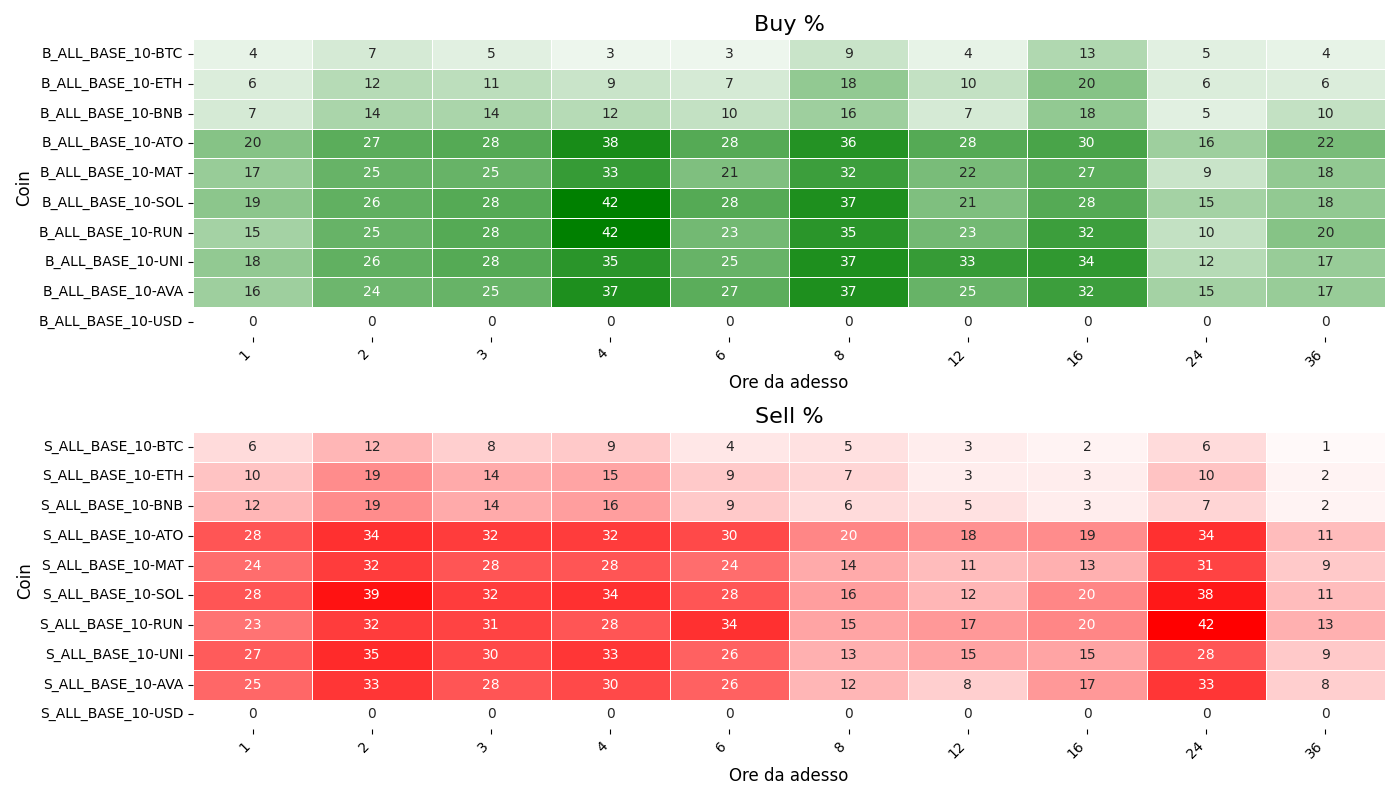 Buy %
Coin
B_ALL_BASE_10-BTC 4 7 5 3 3 9 4 13 5 4
B_ALL_BASE_10-ETH 6 12 11 9 7 18 10 20 6 6
B_ALL_BASE_10-BNB 7 14 14 12 10 16 7 18 5 10
B_ALL_BASE_10-ATO 20 27 28 38 28 36 28 30 16 22
B_ALL_BASE_10-MAT 17 25 25 33 21 32 22 27 9 18
B_ALL_BASE_10-SOL 19 26 28 42 28 37 21 28 15 18
B_ALL_BASE_10-RUN 15 25 28 42 23 35 23 32 10 20
B_ALL_BASE_10-UNI 18 26 28 35 25 37 33 34 12 17
B_ALL_BASE_10-AVA 16 24 25 37 27 37 25 32 15 17
B_ALL_BASE_10-USD 0 0 0 0 0 0 0 0 0 0
1 2 3 4 6 8 12 16 24 36
Ore da adesso
Sell %
Coin
S_ALL_BASE_10-BTC 6 12 8 9 4 5 3 2 6 1
S_ALL_BASE_10-ETH 10 19 14 15 9 7 3 3 10 2
S_ALL_BASE_10-BNB 12 19 14 16 9 6 5 3 7 2
S_ALL_BASE_10-ATO 28 34 32 32 30 20 18 19 34 11
S_ALL_BASE_10-MAT 24 32 28 28 24 14 11 13 31 9
S_ALL_BASE_10-SOL 28 39 32 34 28 16 12 20 38 11
S_ALL_BASE_10-RUN 23 32 31 28 34 15 17 20 42 13
S_ALL_BASE_10-UNI 27 35 30 33 26 13 15 15 28 9
S_ALL_BASE_10-AVA 25 33 28 30 26 12 8 17 33 8
S_ALL_BASE_10-USD 0 0 0 0 0 0 0 0 0 0
1 2 3 4 6 8 12 16 24 36
Ore da adesso